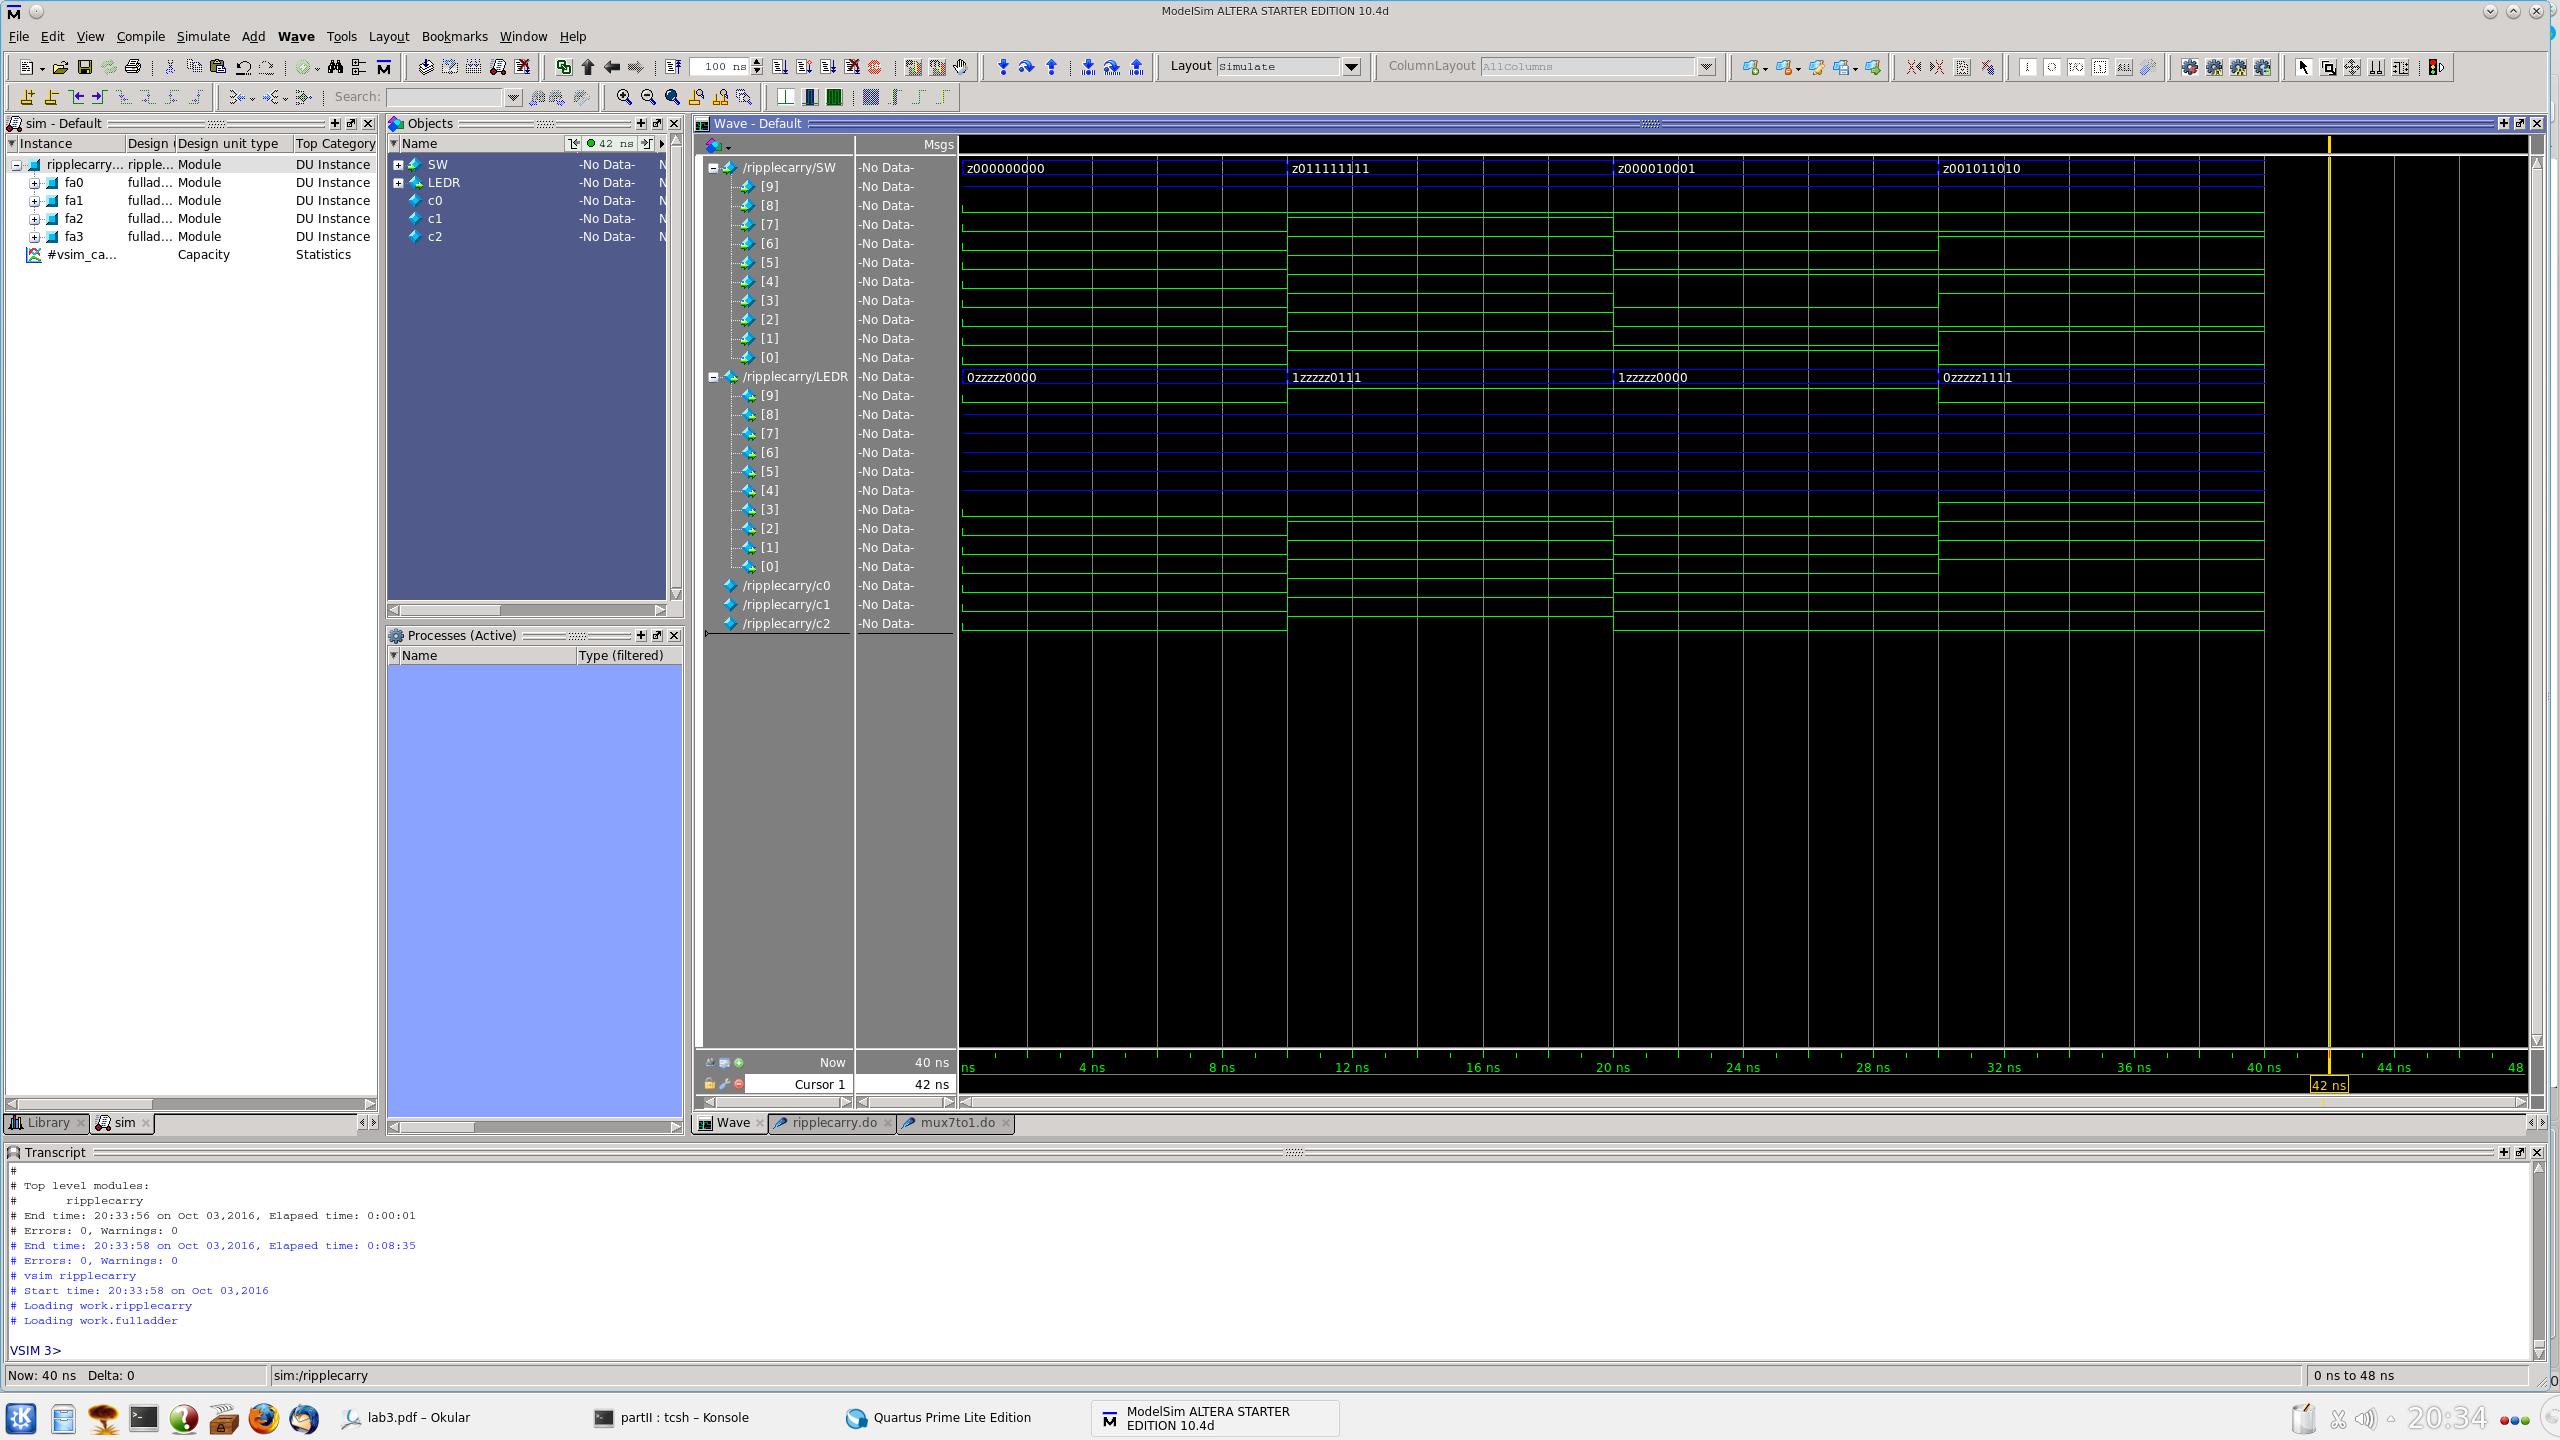 ModelSim ALTERA STARTER EDITION 10.4d
File Edit View Compile Simulate Add Wave Tools Layout Bookmarks Window Help
100 ns Layout Simulate ColumnLayout AllColumns
Search:
sim - Default
Instance Design Design unit type Top Category
ripplecarry... ripple... Module DU Instance
fa0 fullad... Module DU Instance
fa1 fullad... Module DU Instance
fa2 fullad... Module DU Instance
fa3 fullad... Module DU Instance
#vsim_ca... Capacity Statistics
Library sim
Objects
Name 42 ns
SW -No Data- N
LEDR -No Data- N
c0 -No Data- N
c1 -No Data- N
c2 -No Data- N
Processes (Active)
Name Type (filtered)
Wave - Default
Msgs
/ripplecarry/SW -No Data- z000000000 z011111111 z000010001 z001011010
[9] -No Data-
[8] -No Data-
[7] -No Data-
[6] -No Data-
[5] -No Data-
[4] -No Data-
[3] -No Data-
[2] -No Data-
[1] -No Data-
[0] -No Data-
/ripplecarry/LEDR -No Data- 0zzzzz0000 1zzzzz0111 1zzzzz0000 0zzzzz1111
[9] -No Data-
[8] -No Data-
[7] -No Data-
[6] -No Data-
[5] -No Data-
[4] -No Data-
[3] -No Data-
[2] -No Data-
[1] -No Data-
[0] -No Data-
/ripplecarry/c0 -No Data-
/ripplecarry/c1 -No Data-
/ripplecarry/c2 -No Data-
Now 40 ns ns 4 ns 8 ns 12 ns 16 ns 20 ns 24 ns 28 ns 32 ns 36 ns 40 ns 44 ns 48
Cursor 1 42 ns 42 ns
Wave ripplecarry.do mux7to1.do
Transcript
#
# Top level modules:
# ripplecarry
# End time: 20:33:56 on Oct 03,2016, Elapsed time: 0:00:01
# Errors: 0, Warnings: 0
# End time: 20:33:58 on Oct 03,2016, Elapsed time: 0:08:35
# Errors: 0, Warnings: 0
# vsim ripplecarry
# Start time: 20:33:58 on Oct 03,2016
# Loading work.ripplecarry
# Loading work.fulladder
VSIM 3>
Now: 40 ns Delta: 0 sim:/ripplecarry 0 ns to 48 ns
lab3.pdf – Okular partII : tcsh – Konsole Quartus Prime Lite Edition ModelSim ALTERA STARTER
EDITION 10.4d
20:34